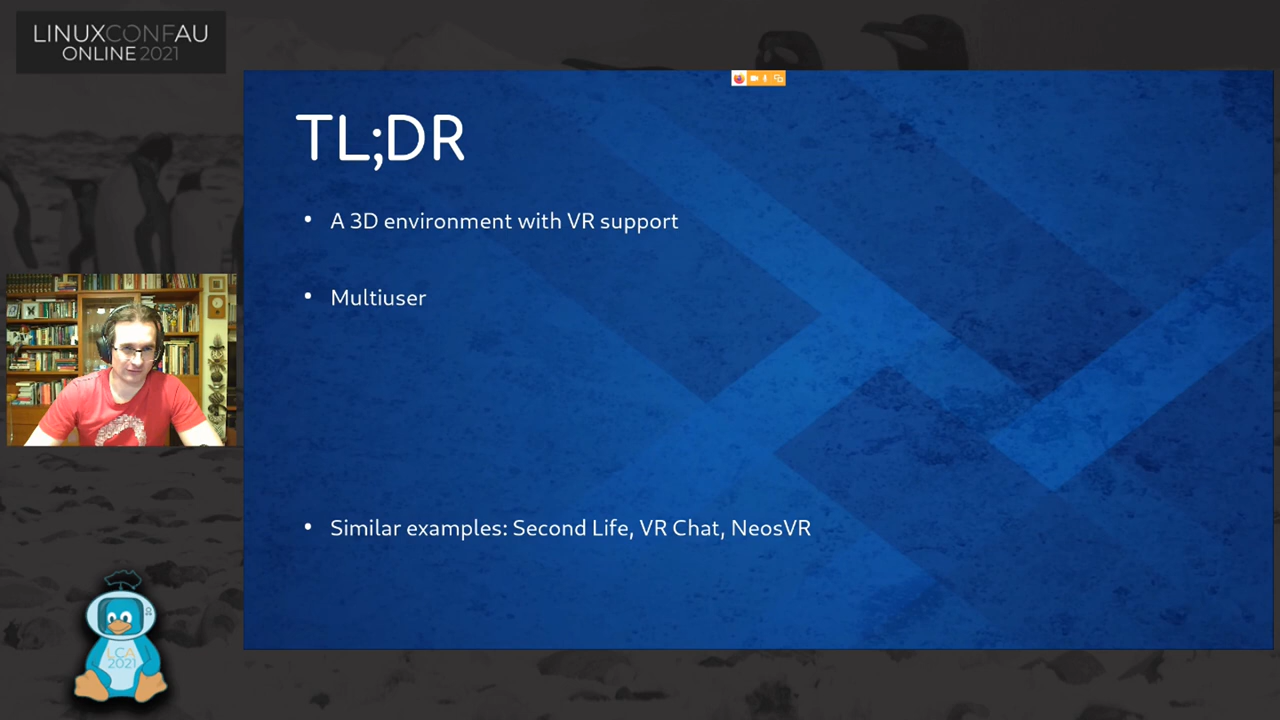 LINUXCONFAU
ONLINE 2021
TL;DR
• A 3D environment with VR support
• Multiuser
• Similar examples: Second Life, VR Chat, NeosVR
LCA
2021